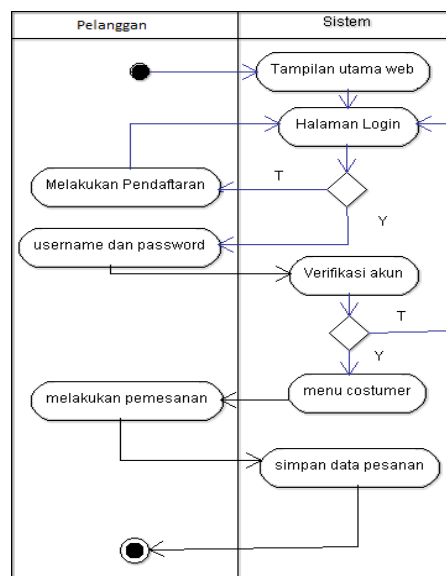 Pelanggan
Sistem
Tampilan utama web
Halaman Login
T
Melakukan Pendaftaran
Y
username dan password
Verifikasi akun
T
Y
menu costumer
melakukan pemesanan
simpan data pesanan